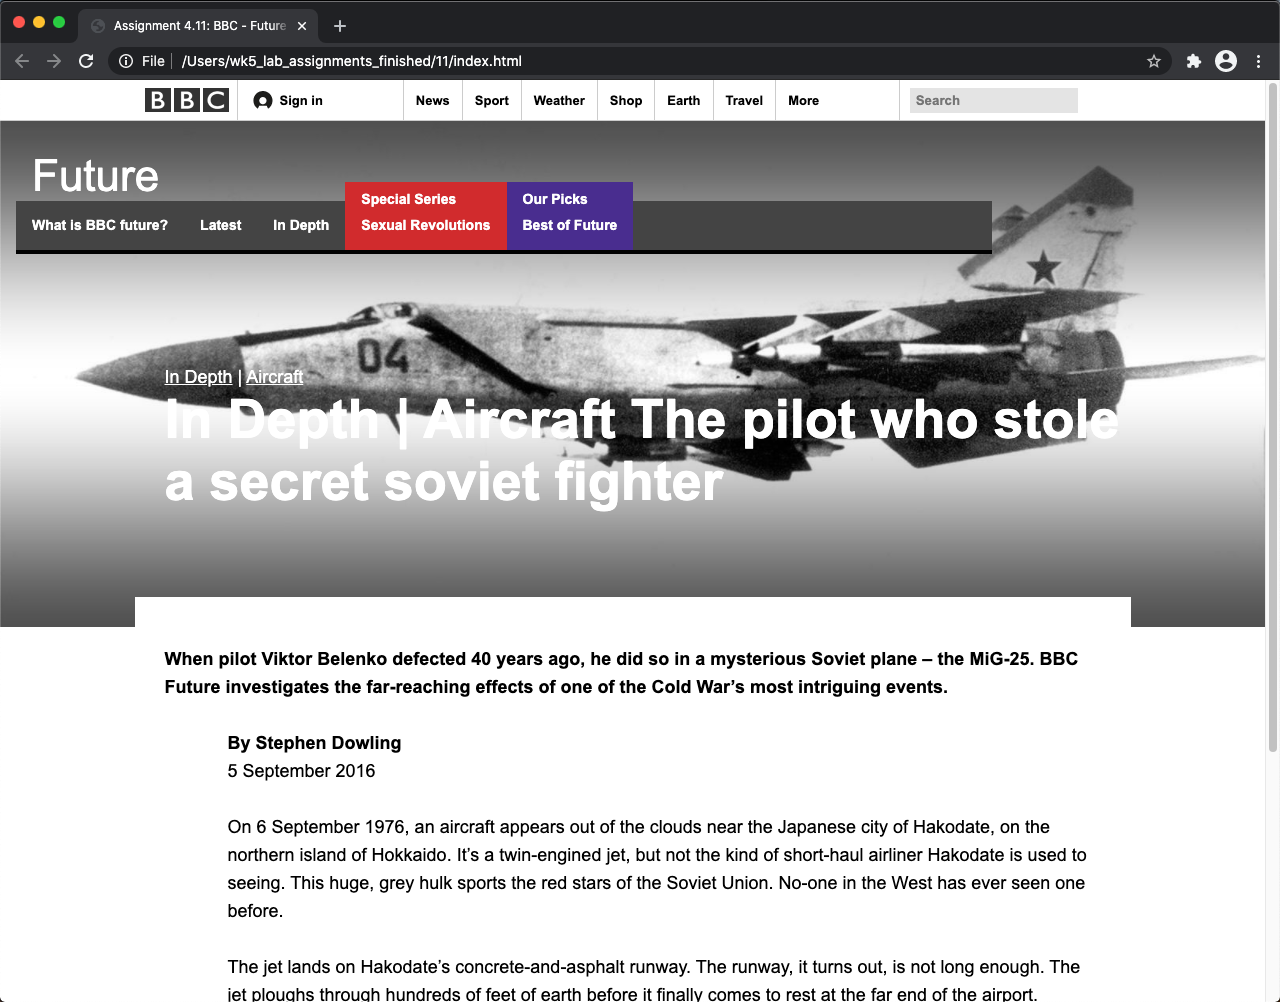 Assignment 4.11: BBC - Future
File /Users/wk5_lab_assignments_finished/11/index.html
BBC Sign in News Sport Weather Shop Earth Travel More Search
Future
Special Series Our Picks
What is BBC future? Latest In Depth Sexual Revolutions Best of Future
04
In Depth | Aircraft
In Depth | Aircraft The pilot who stole
a secret soviet fighter
When pilot Viktor Belenko defected 40 years ago, he did so in a mysterious Soviet plane – the MiG-25. BBC
Future investigates the far-reaching effects of one of the Cold War’s most intriguing events.
By Stephen Dowling
5 September 2016
On 6 September 1976, an aircraft appears out of the clouds near the Japanese city of Hakodate, on the
northern island of Hokkaido. It’s a twin-engined jet, but not the kind of short-haul airliner Hakodate is used to
seeing. This huge, grey hulk sports the red stars of the Soviet Union. No-one in the West has ever seen one
before.
The jet lands on Hakodate’s concrete-and-asphalt runway. The runway, it turns out, is not long enough. The
jet ploughs through hundreds of feet of earth before it finally comes to rest at the far end of the airport.